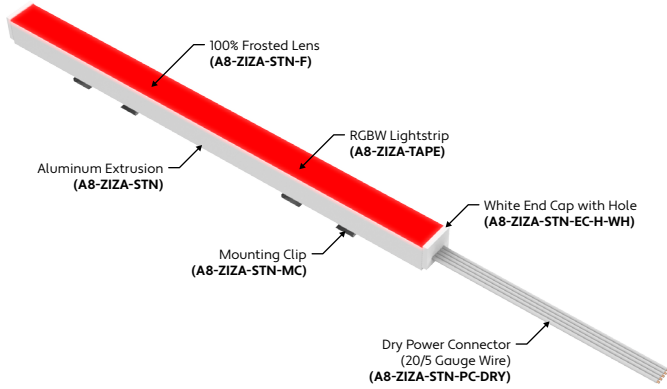 100% Frosted Lens
(A8-ZIZA-STN-F)
RGBW Lightstrip
(A8-ZIZA-TAPE)
Aluminum Extrusion
(A8-ZIZA-STN)
White End Cap with Hole
(A8-ZIZA-STN-EC-H-WH)
Mounting Clip
(A8-ZIZA-STN-MC)
Dry Power Connector
(20/5 Gauge Wire)
(A8-ZIZA-STN-PC-DRY)